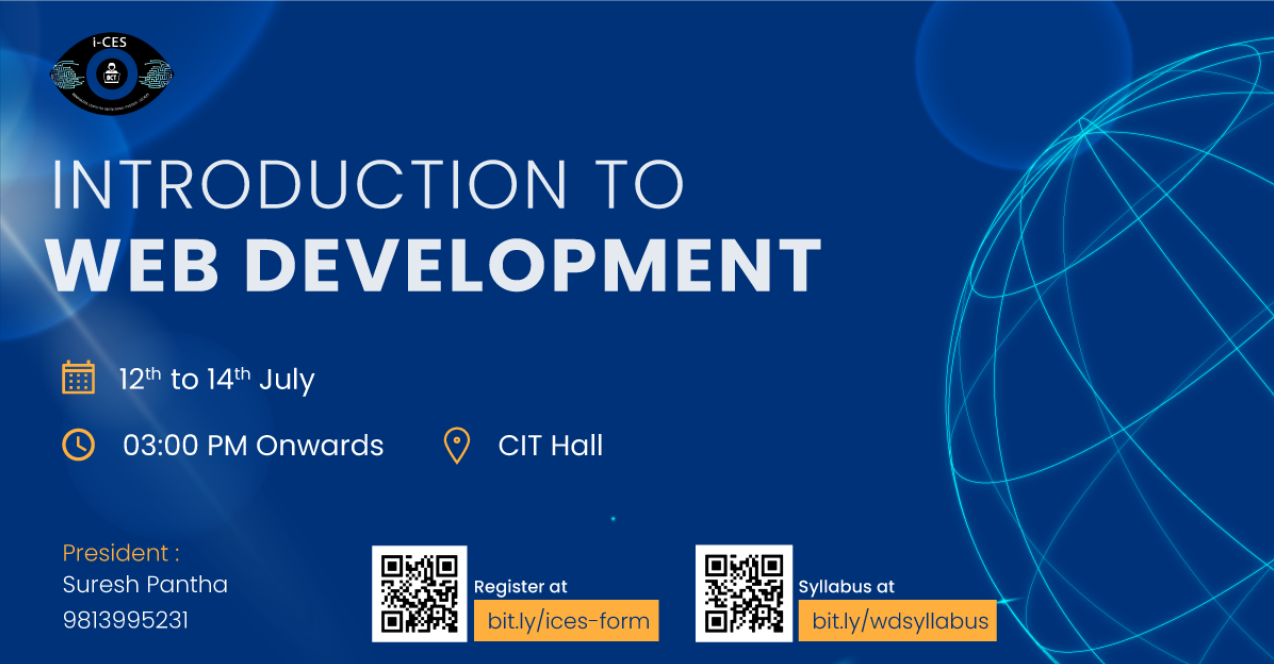 i-CES
BCT
INTRODUCTION TO
WEB DEVELOPMENT
12th to 14th July
03:00 PM Onwards
CIT Hall
President :
Suresh Pantha
9813995231
Register at
bit.ly/ices-form
Syllabus at
bit.ly/wdsyllabus